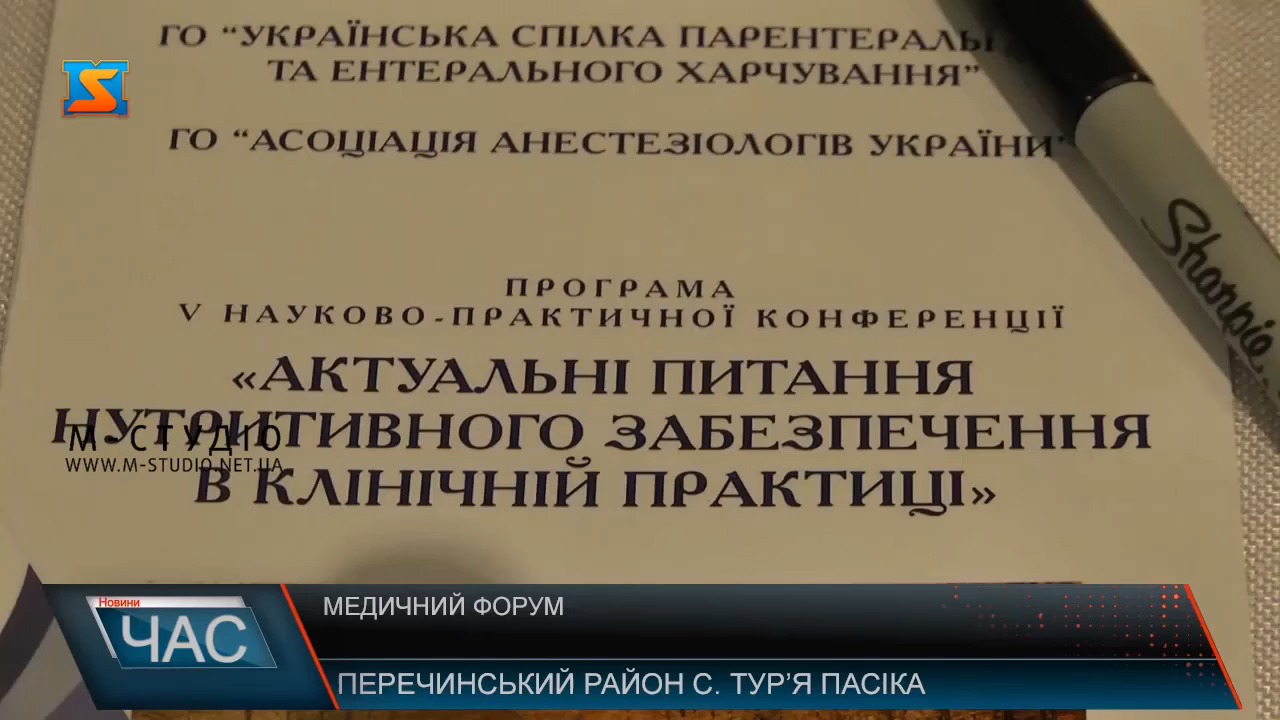 ГО “УКРАЇНСЬКА СПІЛКА
ТА ЕНТЕРАЛЬНОГО ХАРЧУВАННЯ”
ГО “АСОЦІАЦІЯ АНЕСТЕЗІОЛОГІВ УКРАЇНИ”
ПРОГРАМА
V НАУКОВО-ПРАКТИЧНОЇ КОНФЕРЕНЦІЇ
«АКТУАЛЬНІ ПИТАННЯ
НУТРИТИВНОГО ЗАБЕЗПЕЧЕННЯ
В КЛІНІЧНІЙ ПРАКТИЦІ»
Sharpie
М СТУДІО
WWW.M-STUDIO.NET.UA
Новини
ЧАС
МЕДИЧНИЙ ФОРУМ
ПЕРЕЧИНСЬКИЙ РАЙОН С. ТУР’Я ПАСІКА